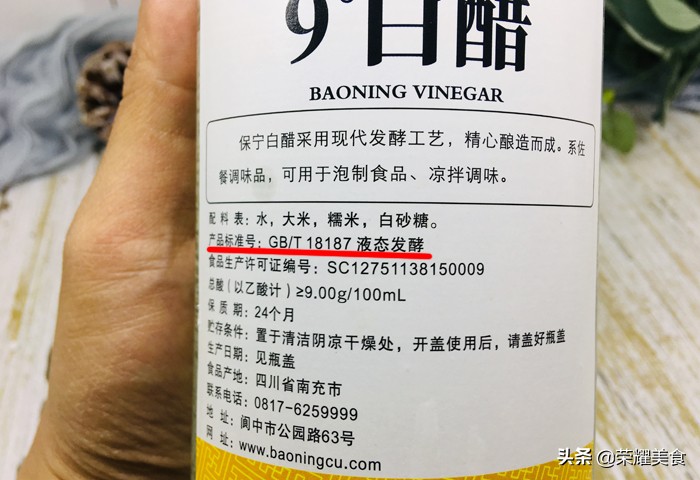 9°白醋
BAONING VINEGAR
保宁白醋采用现代发酵工艺，精心酿造而成。系佐
餐调味品，可用于泡制食品、凉拌调味。
配 料 表：水，大米，糯米，白砂糖。
产品标准号：GB/T 18187 液态发酵
食品生产许可证编号：SC12751138150009
总酸（以乙酸计）≥9.00g/100mL
保 质 期：24个月
贮存条件：置于清洁阴凉干燥处，开盖使用后，请盖好瓶盖
生产日期：见瓶盖
食品产地：四川省南充市
联系电话：0817-6259999
地 址：阆中市公园路63号
网 址：www.baoningcu.com
头条 @荣耀美食